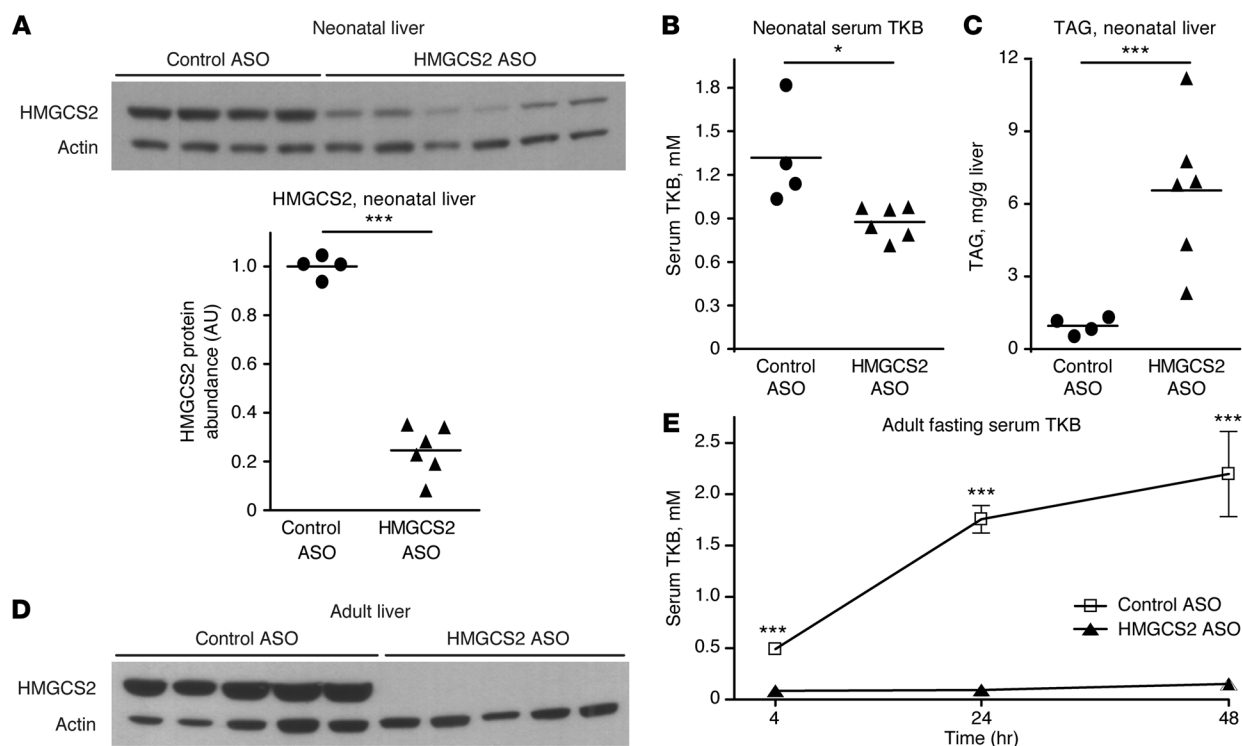 A
Neonatal liver
Control ASO
HMGCS2 ASO
HMGCS2
Actin
HMGCS2, neonatal liver
***
HMGCS2 protein
abundance (AU)
1.0
0.8
0.6
0.4
0.2
0
Control
ASO
HMGCS2
ASO
B
Neonatal serum TKB
*
Serum TKB, mM
1.8
1.5
1.2
0.9
0.6
0.3
0
Control
ASO
HMGCS2
ASO
C
TAG, neonatal liver
***
TAG, mg/g liver
12
9
6
3
0
Control
ASO
HMGCS2
ASO
D
Adult liver
Control ASO
HMGCS2 ASO
HMGCS2
Actin
E
Adult fasting serum TKB
Serum TKB, mM
2.5
2.0
1.5
1.0
0.5
0
***
***
***
Control ASO
HMGCS2 ASO
4
24
48
Time (hr)